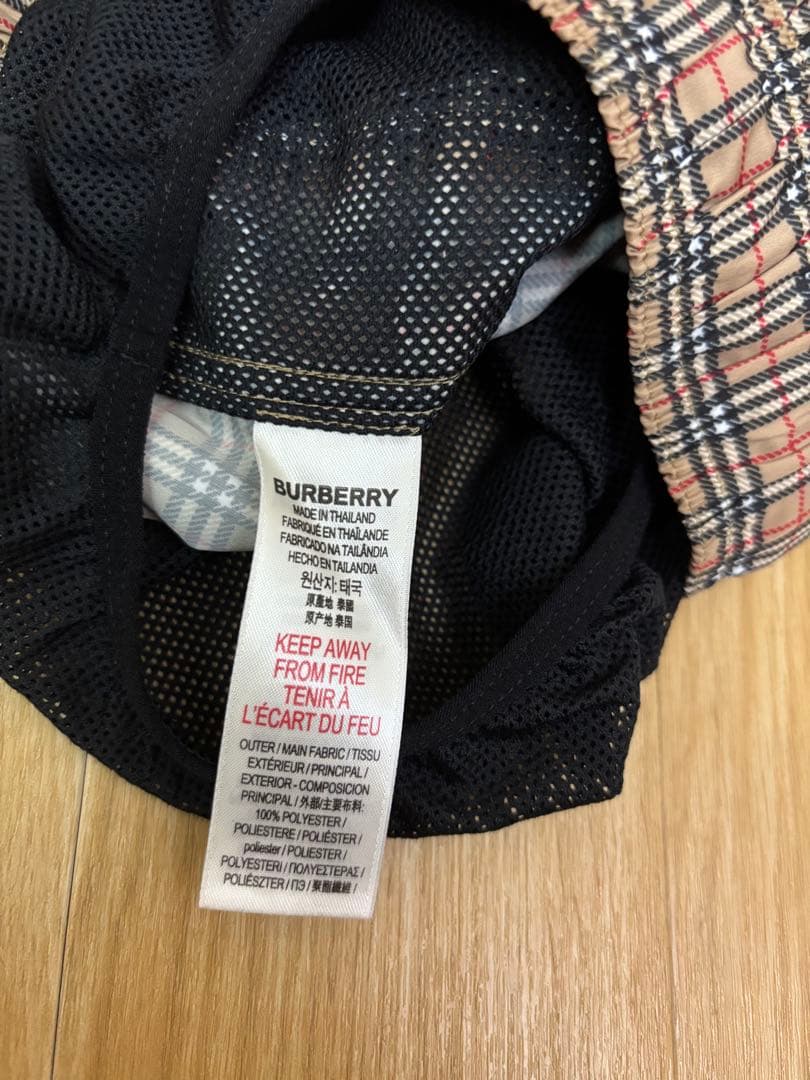 BURBERRY
MADE IN THAILAND
FABRIQUÉ EN THAÏLANDE
FABRICADO NA TAILÂNDIA
HECHO EN TAILANDIA
원산지: 태국
原產地 泰國
原产地 泰国
KEEP AWAY
FROM FIRE
TENIR À
L'ÉCART DU FEU
OUTER / MAIN FABRIC / TISSU
EXTÉRIEUR / PRINCIPAL /
EXTERIOR - COMPOSICION
PRINCIPAL / 外部/主要布料:
100% POLYESTER /
POLIESTERE / POLIÉSTER /
poliester / POLIESTER /
POLYESTERI / ΠΟΛΥΕΣΤΕΡΑΣ /
POLIÉSZTER / ПЭ / 聚酯纖維 /